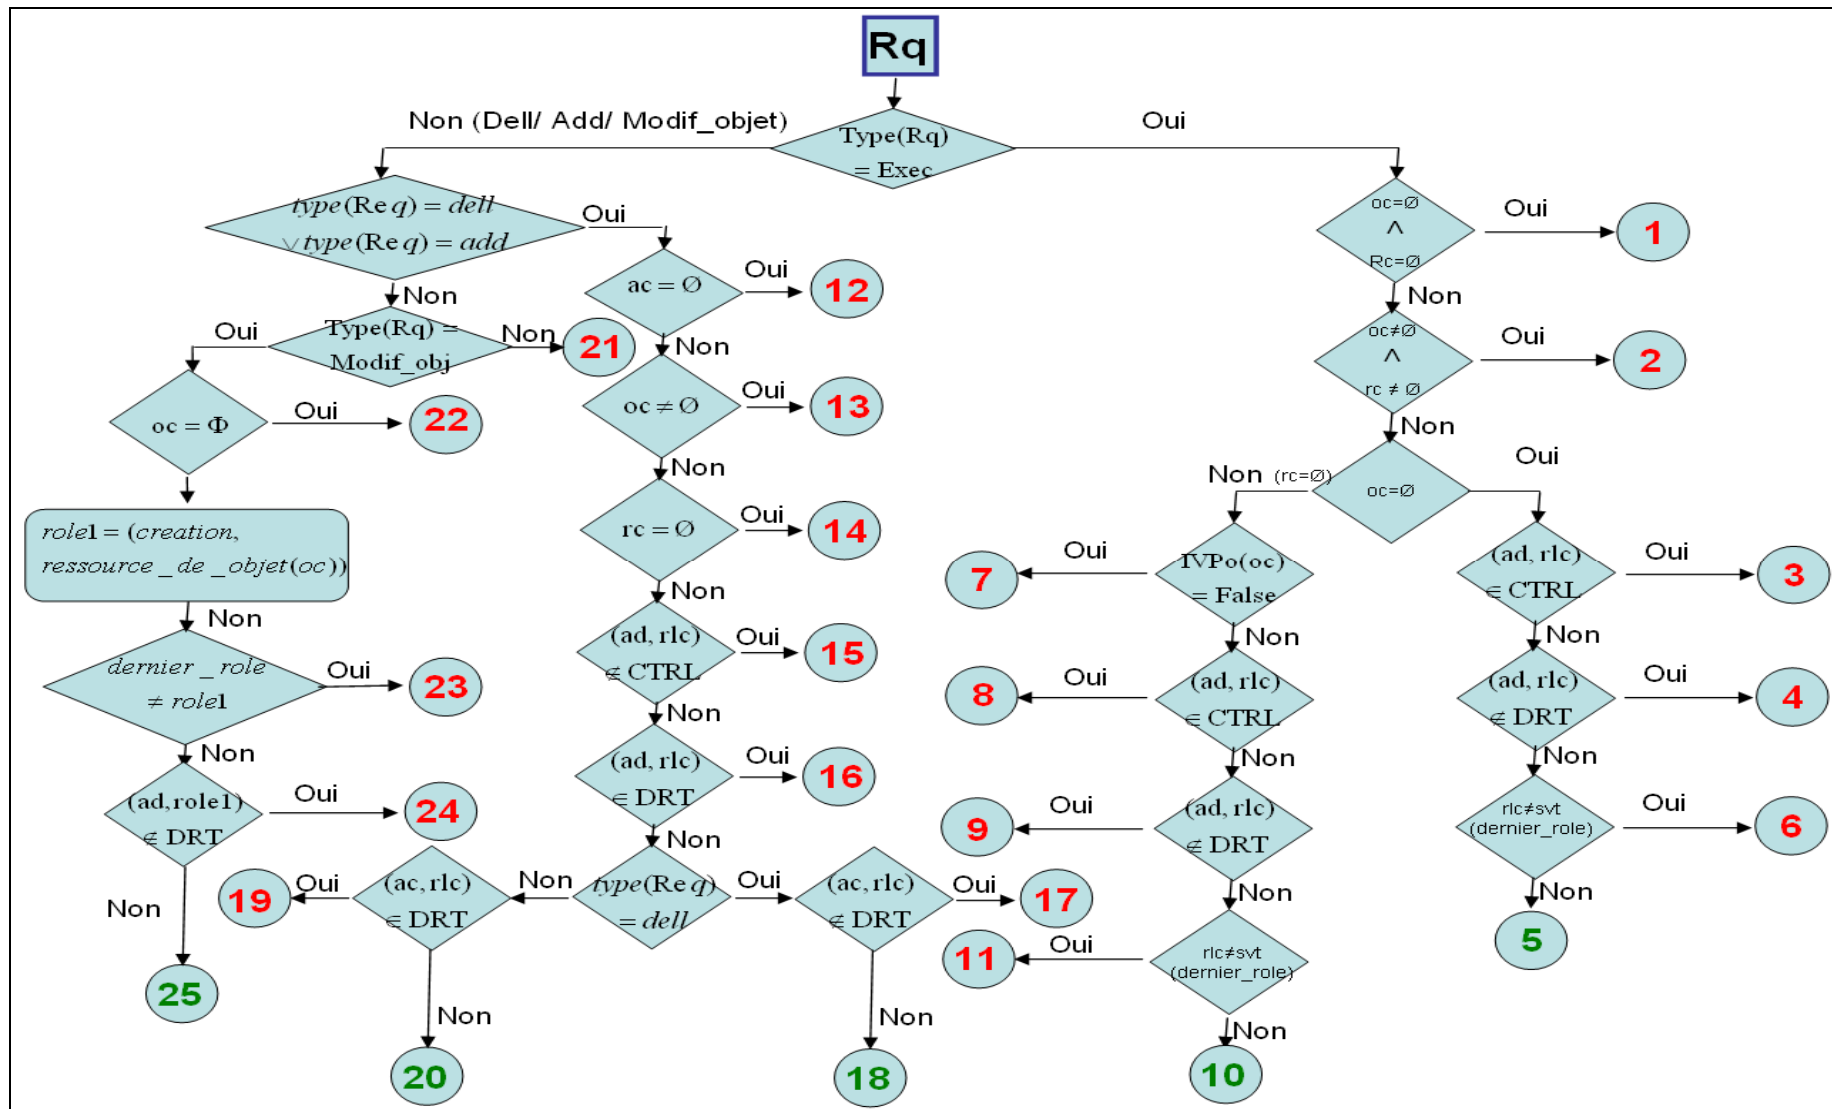 Rq
Non (Dell/ Add/ Modif_objet)
Oui
Type(Rq)
= Exec
type(Req) = dell
∨ type(Req) = add
Oui
Non
Type(Rq) =
Modif_obj
Oui
Non
21
oc = Φ
Oui
22
role1 = (creation,
ressource_de_objet(oc))
Non
dernier_role
≠ role1
Oui
23
Non
(ad,role1)
∉ DRT
Oui
24
Non
25
ac = Ø
Oui
12
Non
oc ≠ Ø
Oui
13
Non
rc = Ø
Oui
14
Non
(ad, rlc)
∉ CTRL
Oui
15
Non
(ad, rlc)
∈ DRT
Oui
16
Non
type(Req)
= dell
Non
(ac, rlc)
∈ DRT
Oui
19
Non
20
Oui
(ac, rlc)
∉ DRT
Oui
17
Non
18
oc=Ø
∧
Rc=Ø
Oui
1
Non
oc≠Ø
∧
rc ≠ Ø
Oui
2
Non
oc=Ø
Non (rc=Ø)
Oui
IVPo(oc)
= False
Oui
7
Non
(ad, rlc)
∈ CTRL
Oui
8
Non
(ad, rlc)
∉ DRT
Oui
9
Non
rlc≠svt
(dernier_role)
Oui
11
Non
10
(ad, rlc)
∈ CTRL
Oui
3
Non
(ad, rlc)
∉ DRT
Oui
4
Non
rlc≠svt
(dernier_role)
Oui
6
Non
5